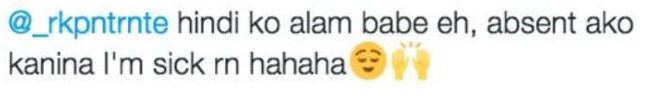 @_rkpntrnte hindi ko alam babe eh, absent ako
kanina I'm sick rn hahaha😌🙌